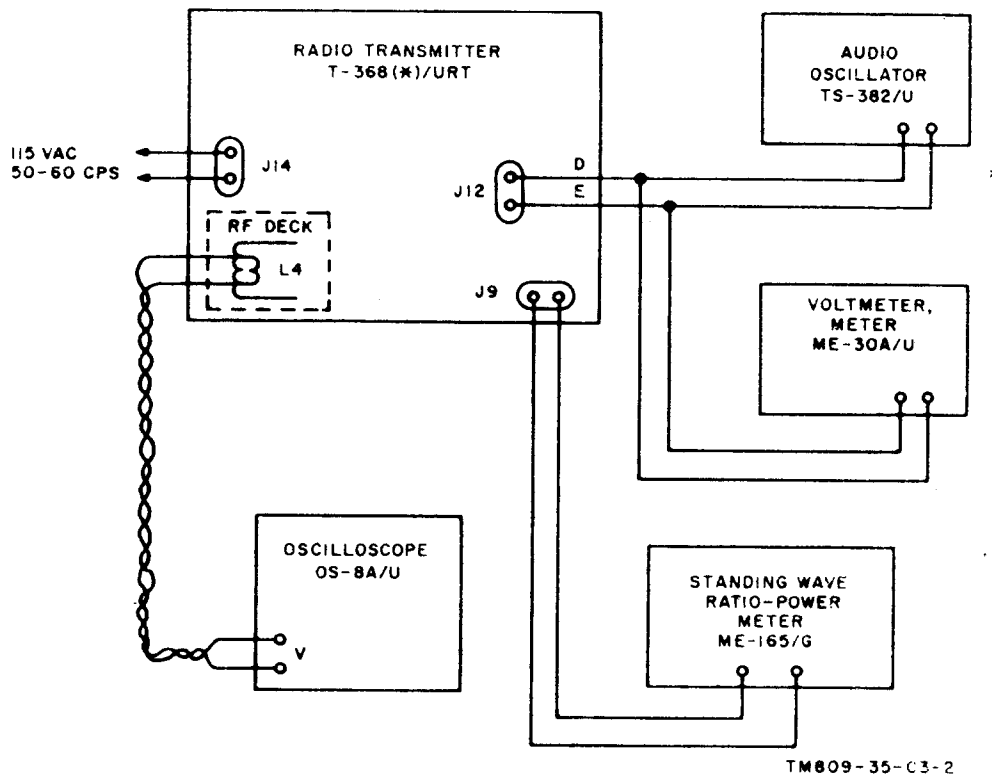 RADIO TRANSMITTER
T-368(*)/URT
AUDIO
OSCILLATOR
TS-382/U
115 VAC
50-60 CPS
J14
J12
D
E
RF DECK
L4
J9
VOLTMETER,
METER
ME-30A/U
OSCILLOSCOPE
OS-8A/U
V
STANDING WAVE
RATIO-POWER
METER
ME-165/G
TM809-35-C3-2